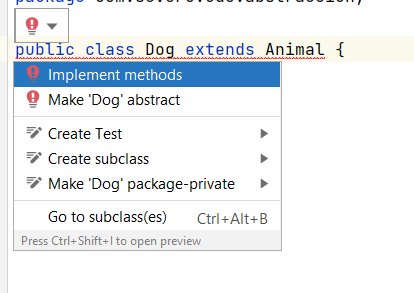 public class Dog extends Animal {
Implement methods
Make 'Dog' abstract
Create Test
Create subclass
Make 'Dog' package-private
Go to subclass(es) Ctrl+Alt+B
Press Ctrl+Shift+I to open preview